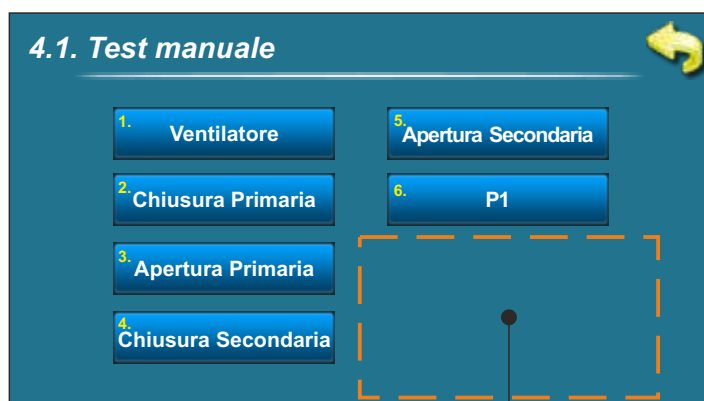 4.1. Test manuale
1. Ventilatore
2. Chiusura Primaria
3. Apertura Primaria
4. Chiusura Secondaria
5. Apertura Secondaria
6. P1